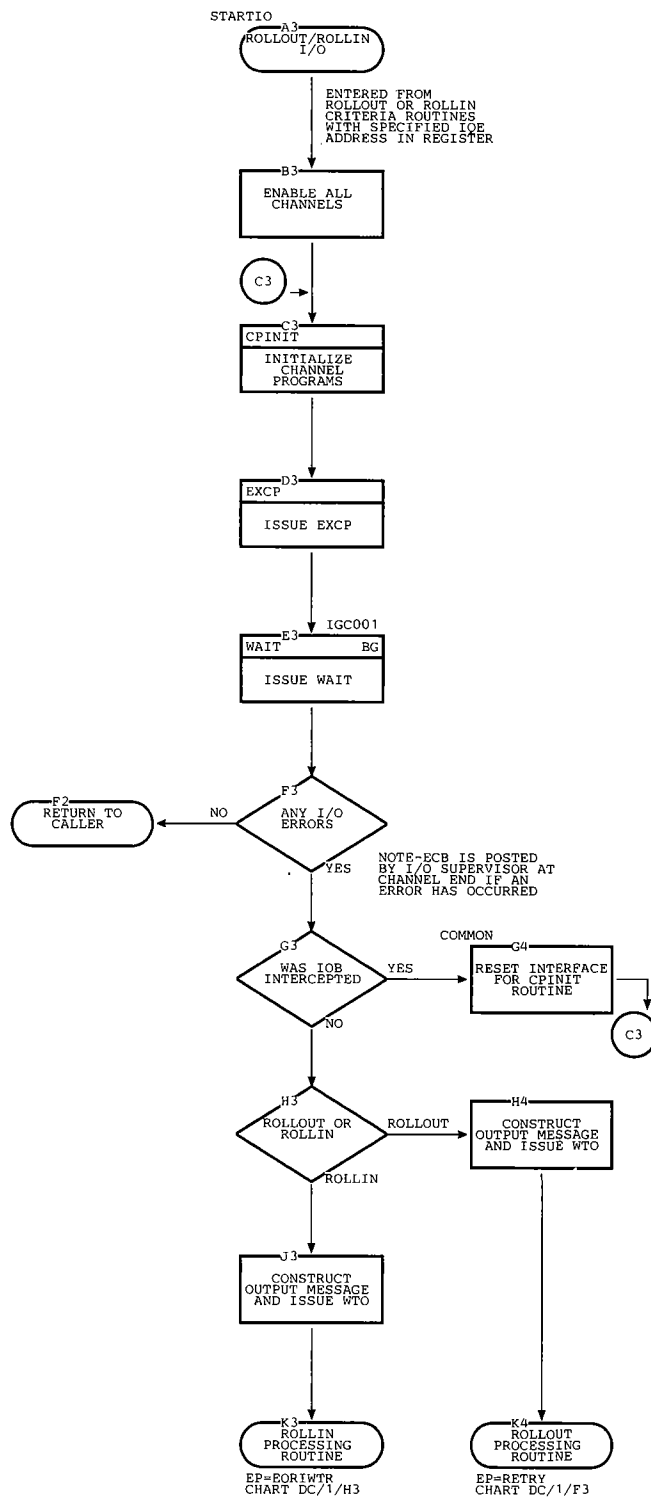 STARTIO
A3
ROLLOUT/ROLLIN
I/O
ENTERED FROM
ROLLOUT OR ROLLIN
CRITERIA ROUTINES
WITH SPECIFIED IQE
ADDRESS IN REGISTER
B3
ENABLE ALL
CHANNELS
C3
C3
CPINIT
INITIALIZE
CHANNEL
PROGRAMS
D3
EXCP
ISSUE EXCP
IGC001
E3
WAIT BG
ISSUE WAIT
F2
RETURN TO
CALLER
NO
F3
ANY I/O
ERRORS
YES
NOTE-ECB IS POSTED
BY I/O SUPERVISOR AT
CHANNEL END IF AN
ERROR HAS OCCURRED
G3
WAS IOB
INTERCEPTED
YES
NO
COMMON
G4
RESET INTERFACE
FOR CPINIT
ROUTINE
C3
H3
ROLLOUT OR
ROLLIN
ROLLOUT
ROLLIN
H4
CONSTRUCT
OUTPUT MESSAGE
AND ISSUE WTO
J3
CONSTRUCT
OUTPUT MESSAGE
AND ISSUE WTO
K3
ROLLIN
PROCESSING
ROUTINE
EP=EORIWTR
CHART DC/1/H3
K4
ROLLOUT
PROCESSING
ROUTINE
EP=RETRY
CHART DC/1/F3